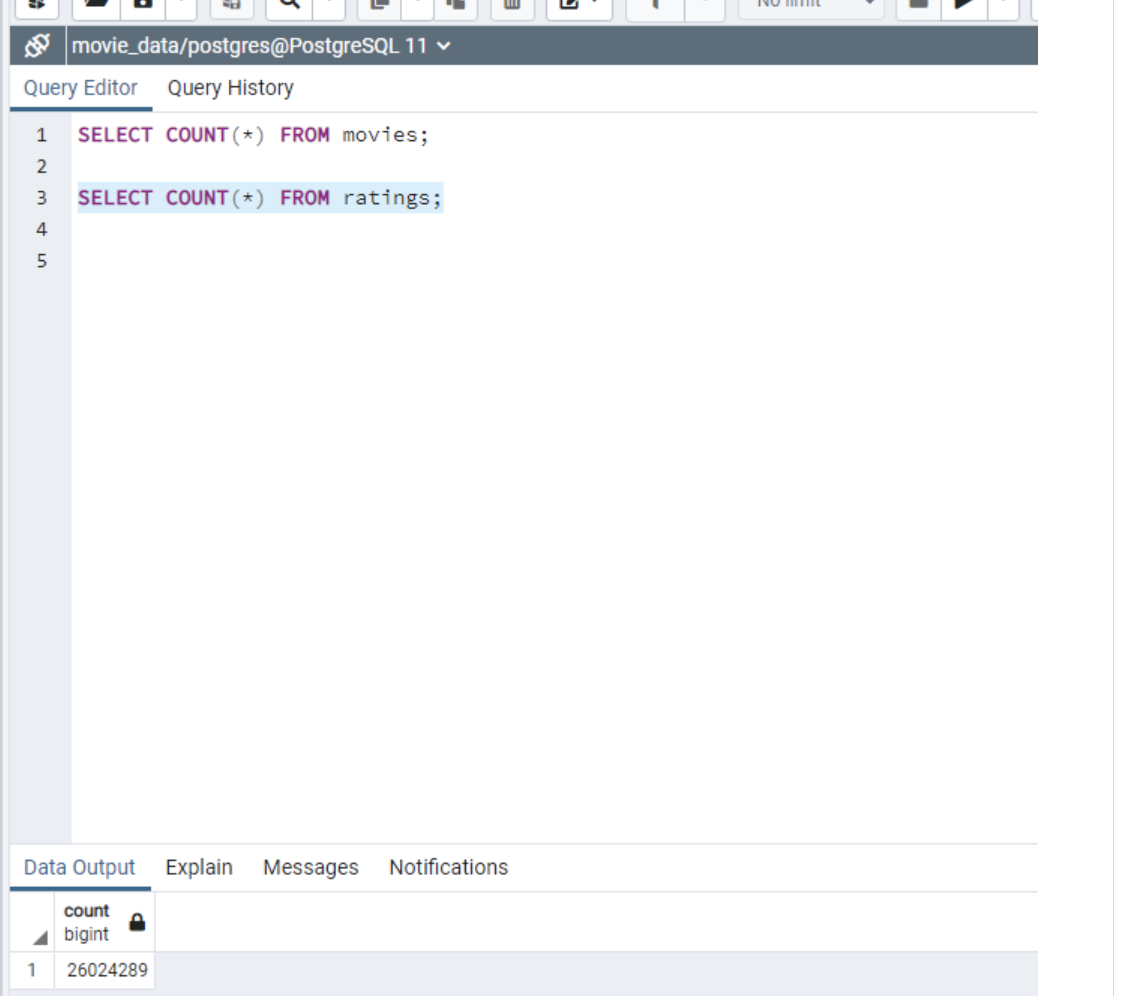 No limit
movie_data/postgres@PostgreSQL 11
Query Editor Query History
1 SELECT COUNT(*) FROM movies;
2
3 SELECT COUNT(*) FROM ratings;
4
5
Data Output Explain Messages Notifications
count
bigint
1 26024289